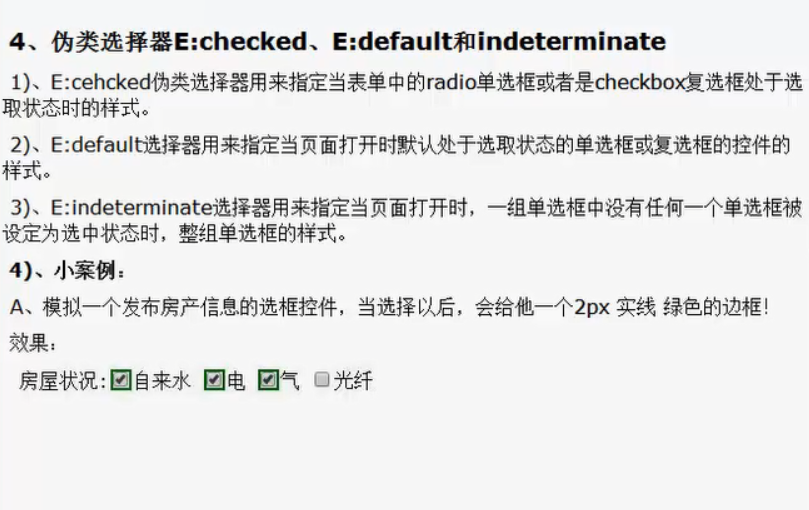 4、伪类选择器E:checked、E:default和indeterminate
1)、E:cehcked伪类选择器用来指定当表单中的radio单选框或者是checkbox复选框处于选
取状态时的样式。
2)、E:default选择器用来指定当页面打开时默认处于选取状态的单选框或复选框的控件的
样式。
3)、E:indeterminate选择器用来指定当页面打开时，一组单选框中没有任何一个单选框被
设定为选中状态时，整组单选框的样式。
4)、小案例：
A、模拟一个发布房产信息的选框控件，当选择以后，会给他一个2px 实线 绿色的边框！
效果：
房屋状况:自来水 电 气 光纤